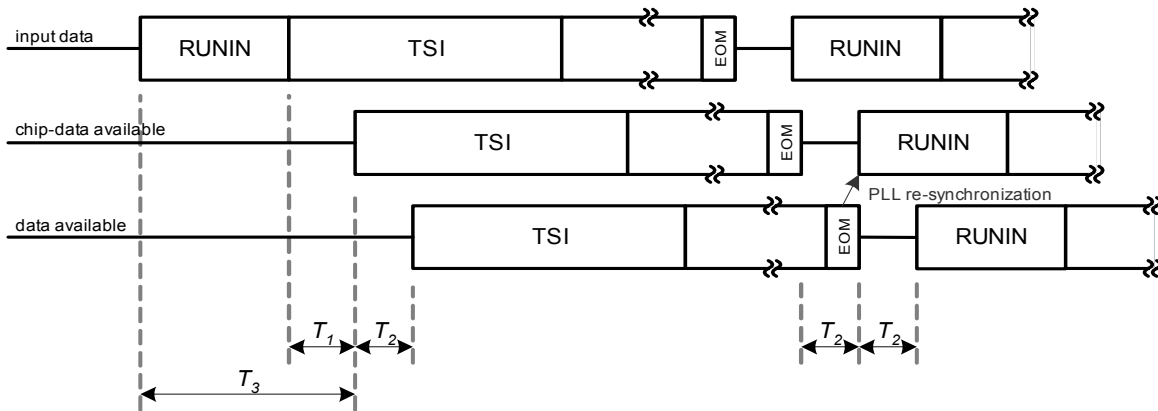 input data
RUNIN
TSI
EOM
RUNIN
chip-data available
TSI
EOM
RUNIN
PLL re-synchronization
data available
TSI
EOM
RUNIN
T1
T2
T2
T2
T3